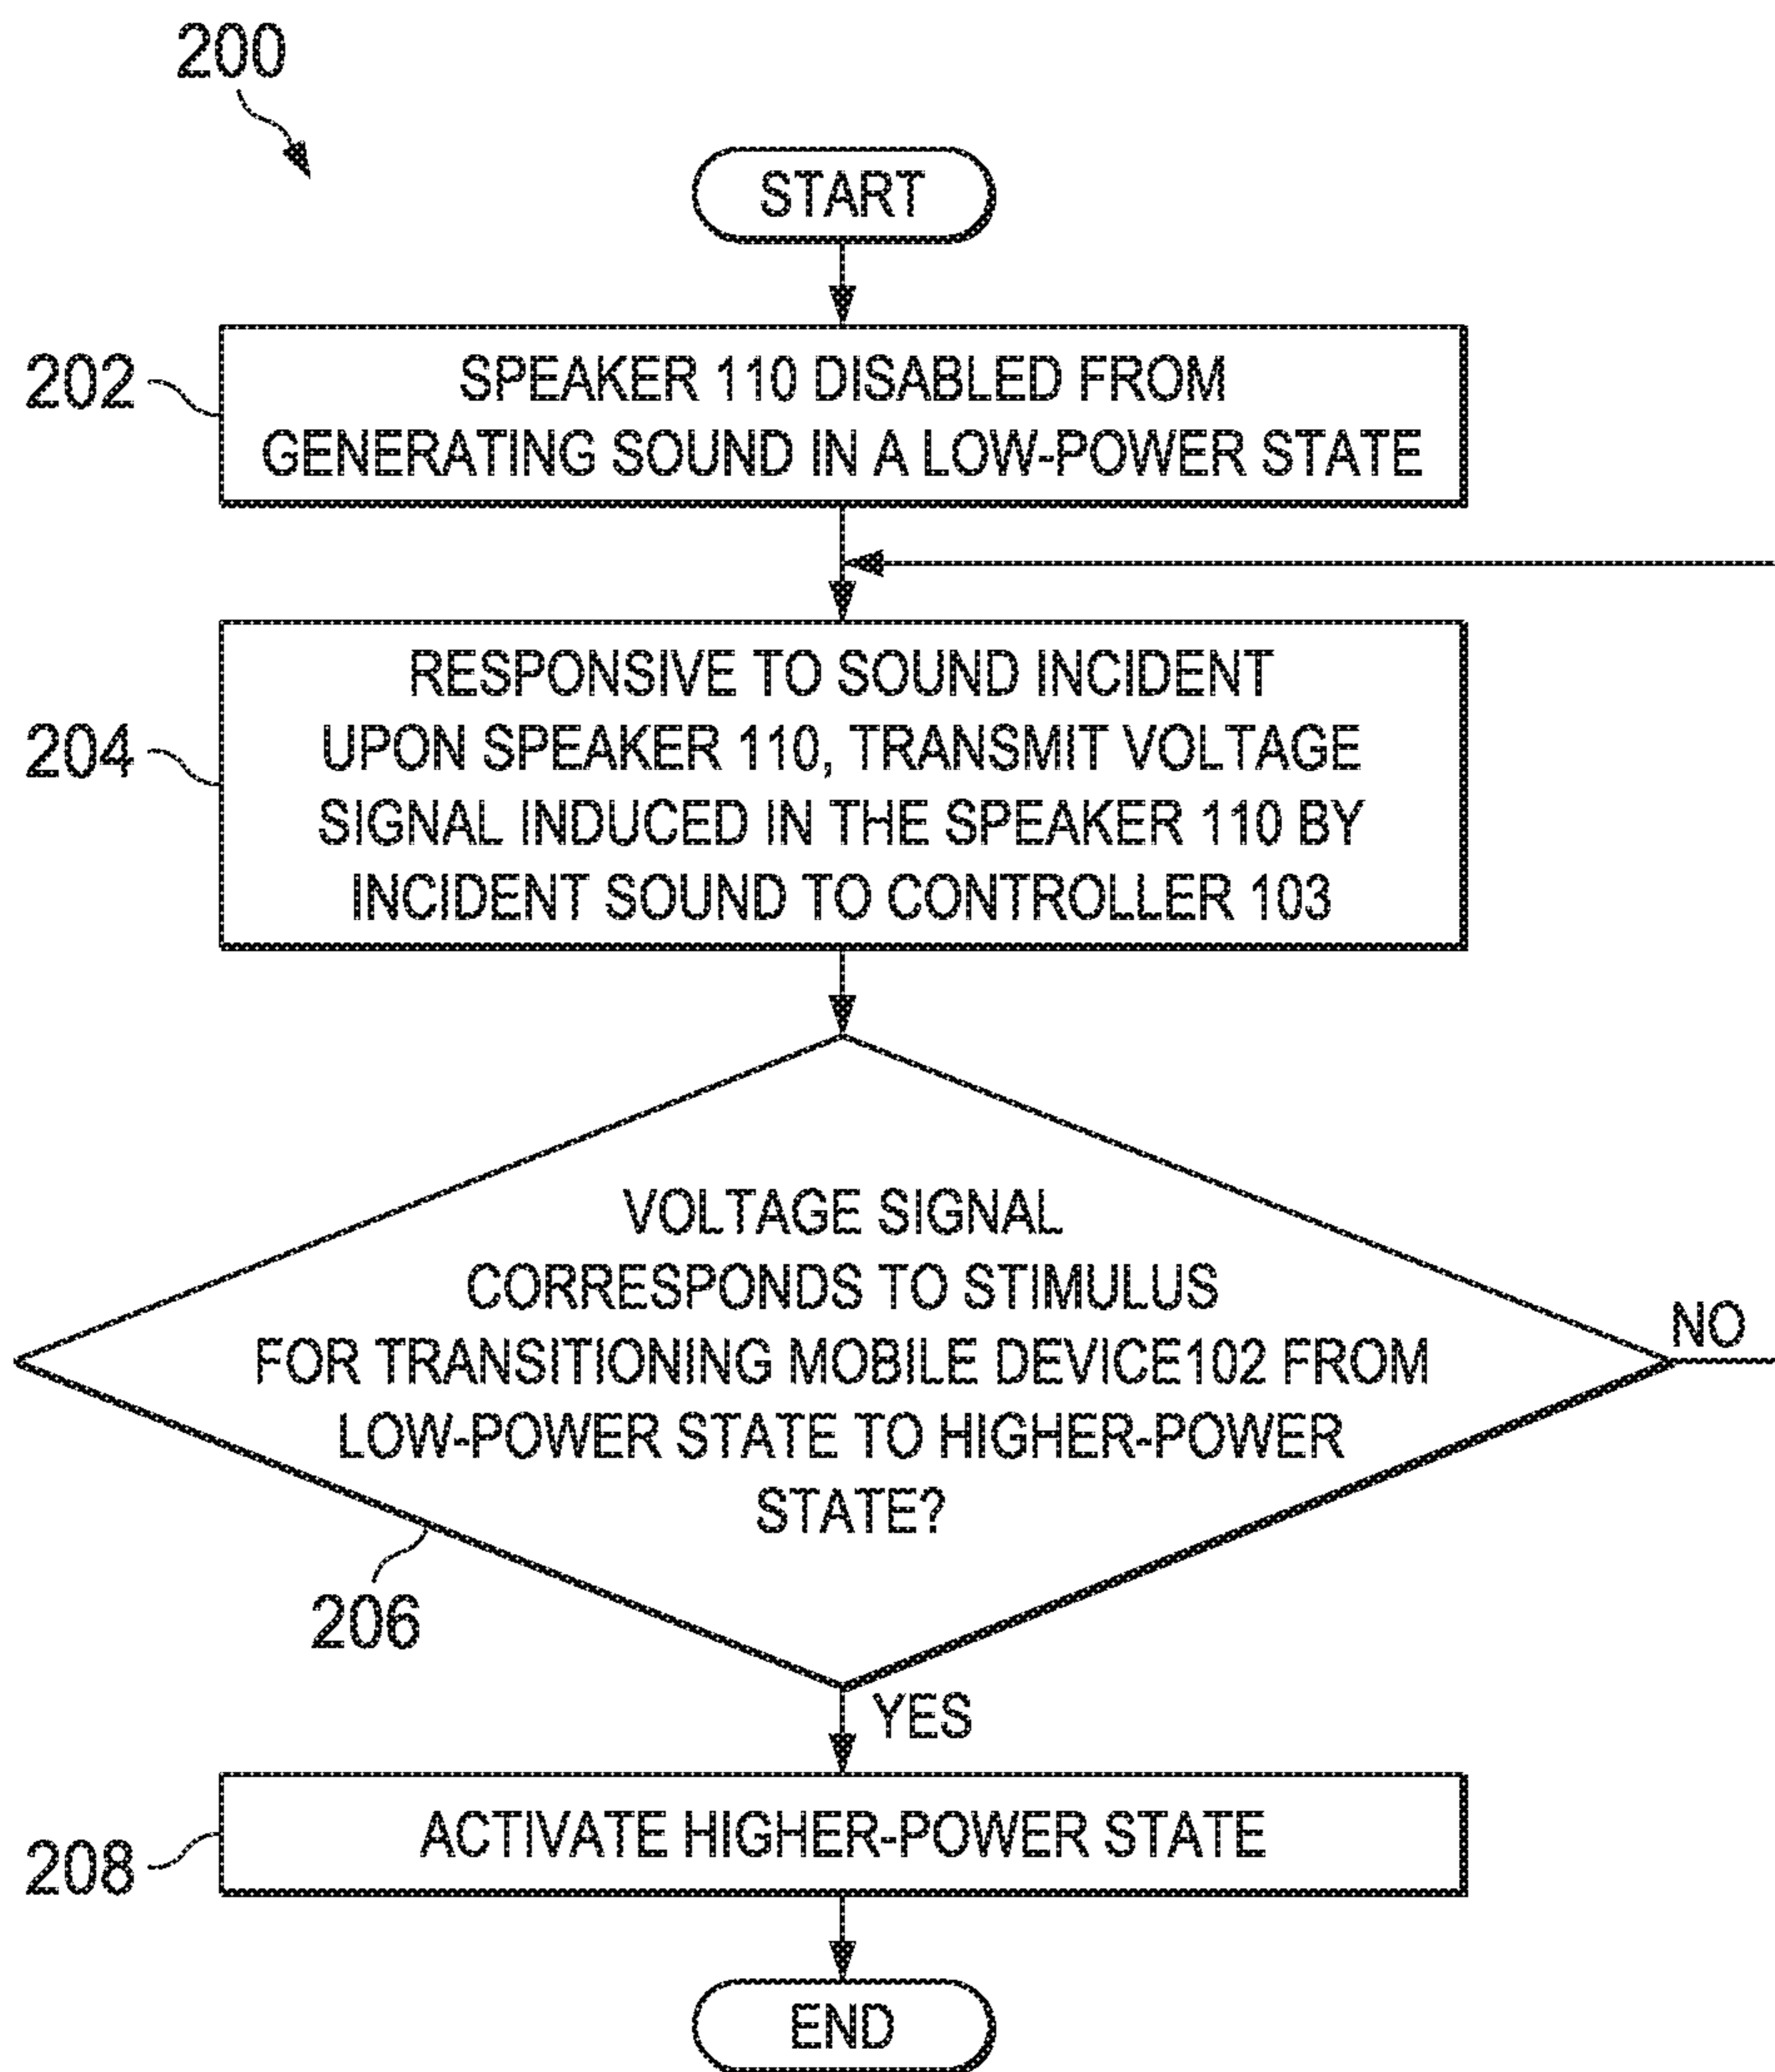 200
START
202
SPEAKER 110 DISABLED FROM
GENERATING SOUND IN A LOW-POWER STATE
204
RESPONSIVE TO SOUND INCIDENT
UPON SPEAKER 110, TRANSMIT VOLTAGE
SIGNAL INDUCED IN THE SPEAKER 110 BY
INCIDENT SOUND TO CONTROLLER 103
VOLTAGE SIGNAL
CORRESPONDS TO STIMULUS
FOR TRANSITIONING MOBILE DEVICE102 FROM
LOW-POWER STATE TO HIGHER-POWER
STATE?
NO
206
YES
208
ACTIVATE HIGHER-POWER STATE
END